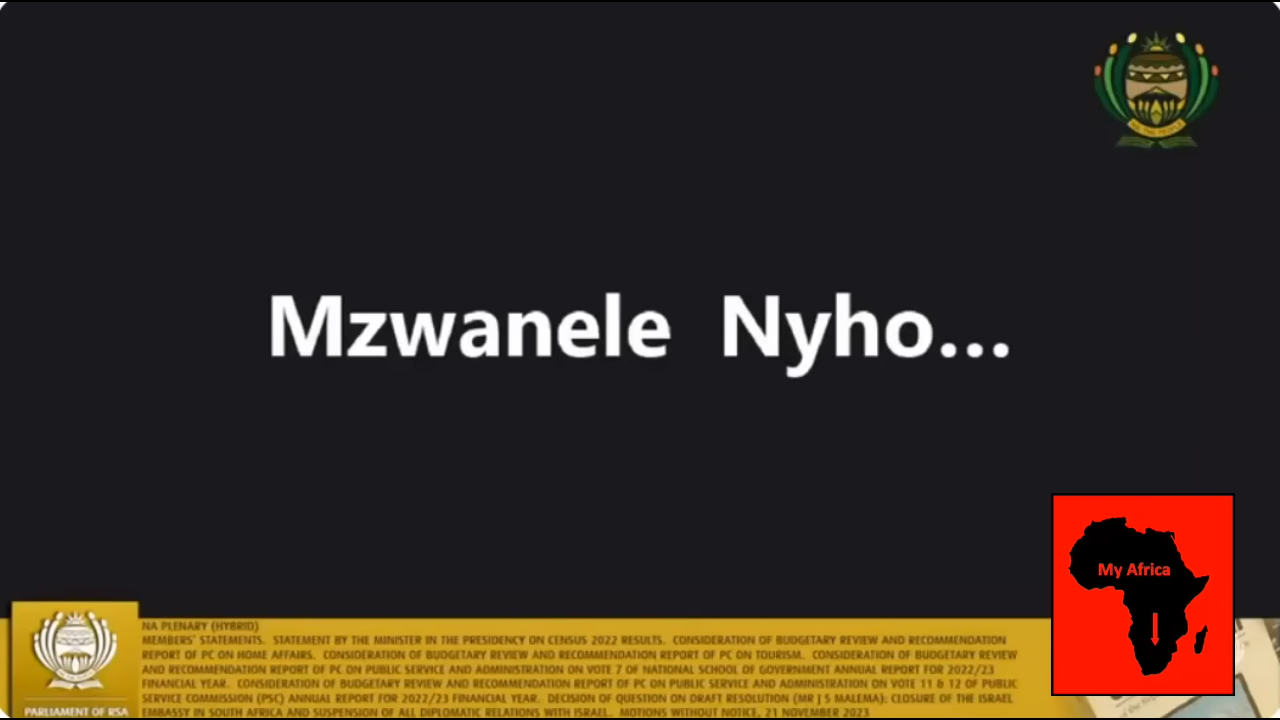 Mzwanele Nyho...
My Africa
NA PLENARY (HYBRID)
MEMBERS' STATEMENTS. STATEMENT BY THE MINISTER IN THE PRESIDENCY ON CENSUS 2022 RESULTS. CONSIDERATION OF BUDGETARY REVIEW AND RECOMMENDATION
REPORT OF PC ON HOME AFFAIRS. CONSIDERATION OF BUDGETARY REVIEW AND RECOMMENDATION REPORT OF PC ON TOURISM. CONSIDERATION OF BUDGETARY REVIEW
AND RECOMMENDATION REPORT OF PC ON PUBLIC SERVICE AND ADMINISTRATION ON VOTE 7 OF NATIONAL SCHOOL OF GOVERNMENT ANNUAL REPORT FOR 2022/23
FINANCIAL YEAR. CONSIDERATION OF BUDGETARY REVIEW AND RECOMMENDATION REPORT OF PC ON PUBLIC SERVICE AND ADMINISTRATION ON VOTE 11 & 12 OF PUBLIC
SERVICE COMMISSION (PSC) ANNUAL REPORT FOR 2022/23 FINANCIAL YEAR. DECISION OF QUESTION ON DRAFT RESOLUTION (MR J S MALEMA): CLOSURE OF THE ISRAEL
EMBASSY IN SOUTH AFRICA AND SUSPENSION OF ALL DIPLOMATIC RELATIONS WITH ISRAEL. MOTIONS WITHOUT NOTICE, 21 NOVEMBER 2023
PARLIAMENT OF RSA